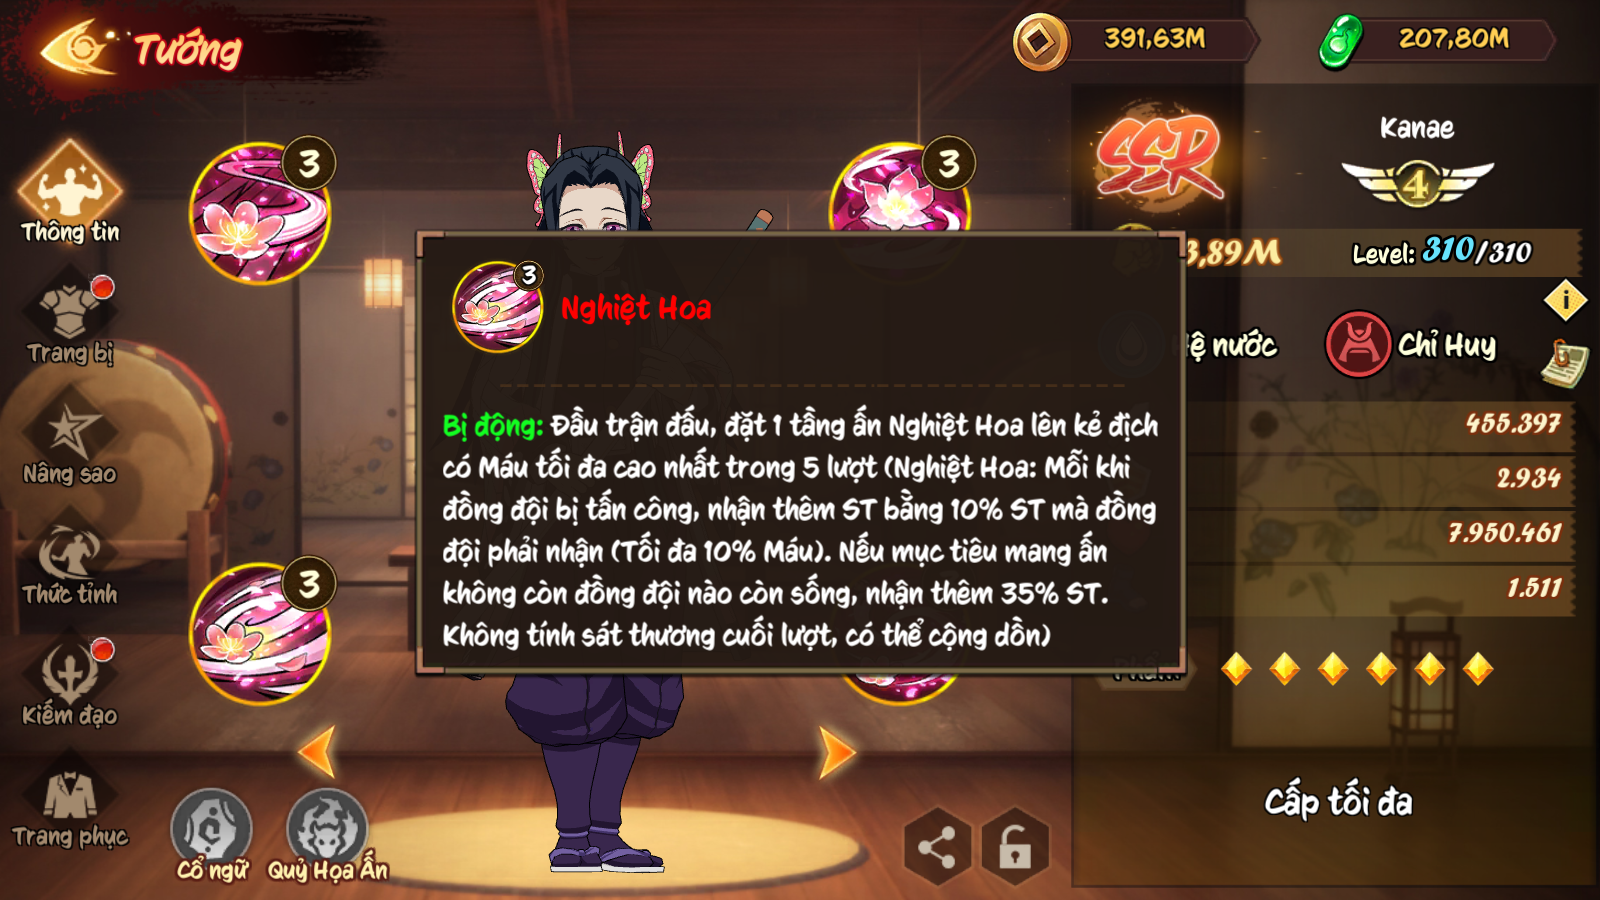 Tướng
391,63M
207,80M
Thông tin
3
3
SSR
Kanae
4
3,89M
Level: 310/310
Trang bị
3
Nghiệt Hoa
ệ nước
Chỉ Huy
Bị động: Đầu trận đấu, đặt 1 tầng ấn Nghiệt Hoa lên kẻ địch
có Máu tối đa cao nhất trong 5 lượt (Nghiệt Hoa: Mỗi khi
đồng đội bị tấn công, nhận thêm ST bằng 10% ST mà đồng
đội phải nhận (Tối đa 10% Máu). Nếu mục tiêu mang ấn
không còn đồng đội nào còn sống, nhận thêm 35% ST.
Không tính sát thương cuối lượt, có thể cộng dồn)
455.397
2.934
7.950.461
1.511
Nâng sao
Thức tỉnh
3
Kiếm đạo
Trang phục
Cổ ngữ
Quỷ Họa Ấn
Cấp tối đa